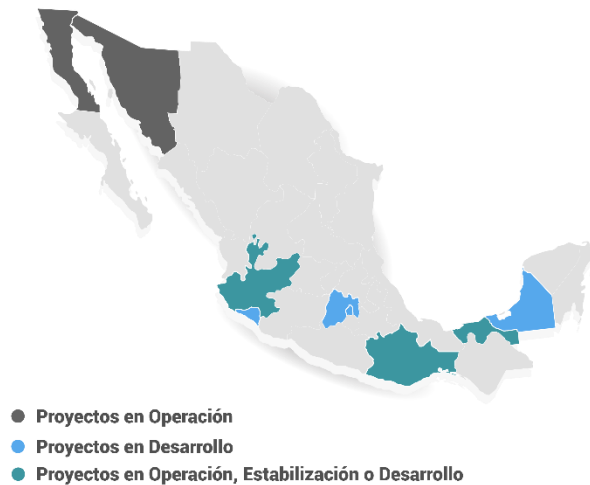 Proyectos en Operación
Proyectos en Desarrollo
Proyectos en Operación, Estabilización o Desarrollo